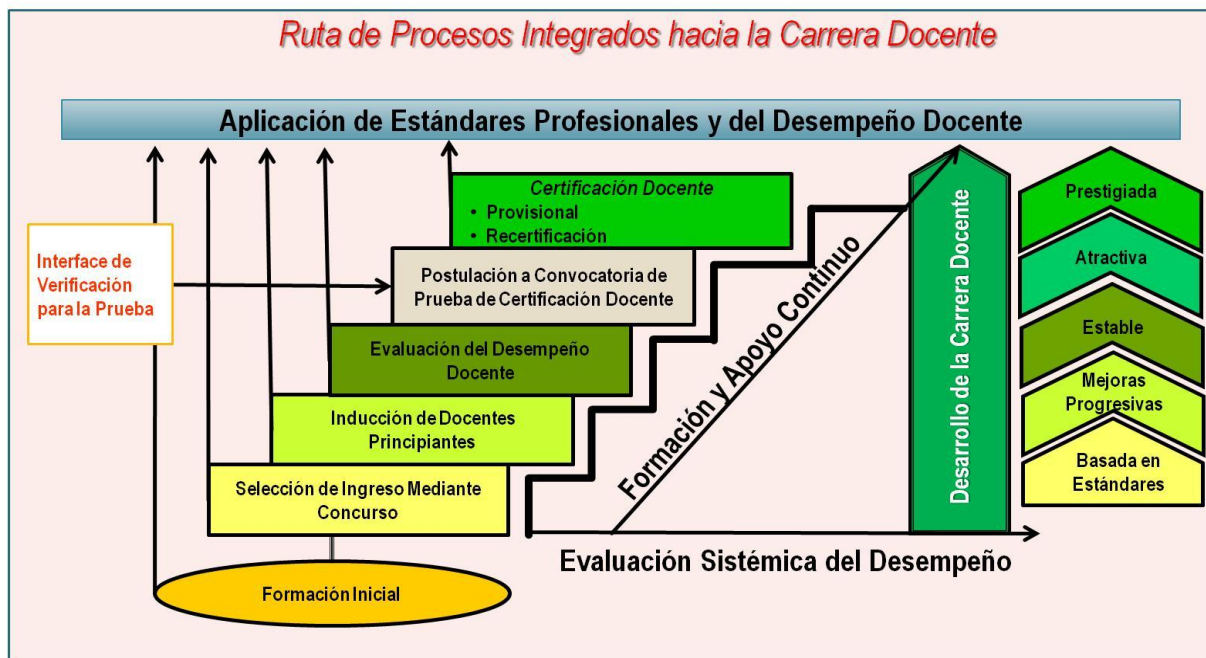 Ruta de Procesos Integrados hacia la Carrera Docente
Aplicación de Estándares Profesionales y del Desempeño Docente
Certificación Docente
• Provisional
• Recertificación
Interface de
Verificación
para la Prueba
Postulación a Convocatoria de
Prueba de Certificación Docente
Evaluación del Desempeño
Docente
Inducción de Docentes
Principiantes
Selección de Ingreso Mediante
Concurso
Formación Inicial
Formación y Apoyo Continuo
Evaluación Sistémica del Desempeño
Desarrollo de la Carrera Docente
Prestigiada
Atractiva
Estable
Mejoras
Progresivas
Basada en
Estándares